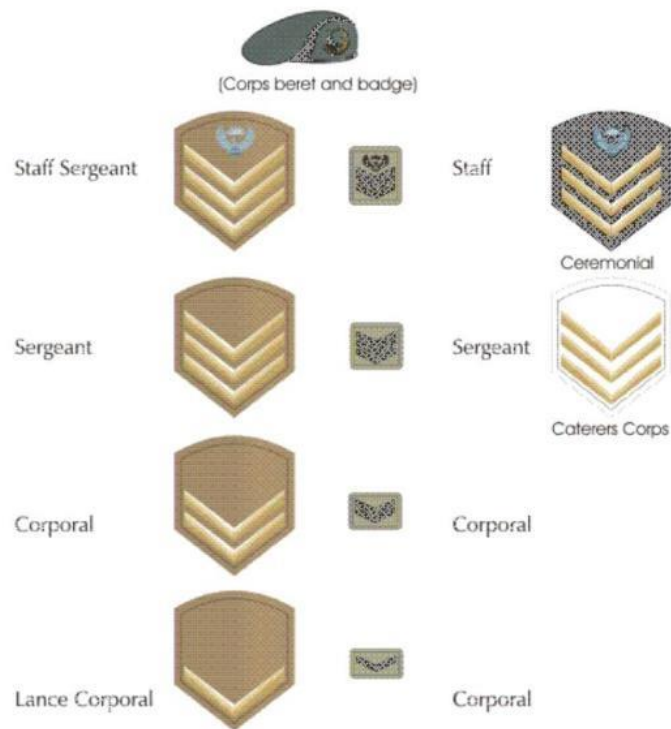 (Corps beret and badge)
Staff Sergeant Staff
Ceremonial
Sergeant Sergeant
Caterers Corps
Corporal Corporal
Lance Corporal Corporal